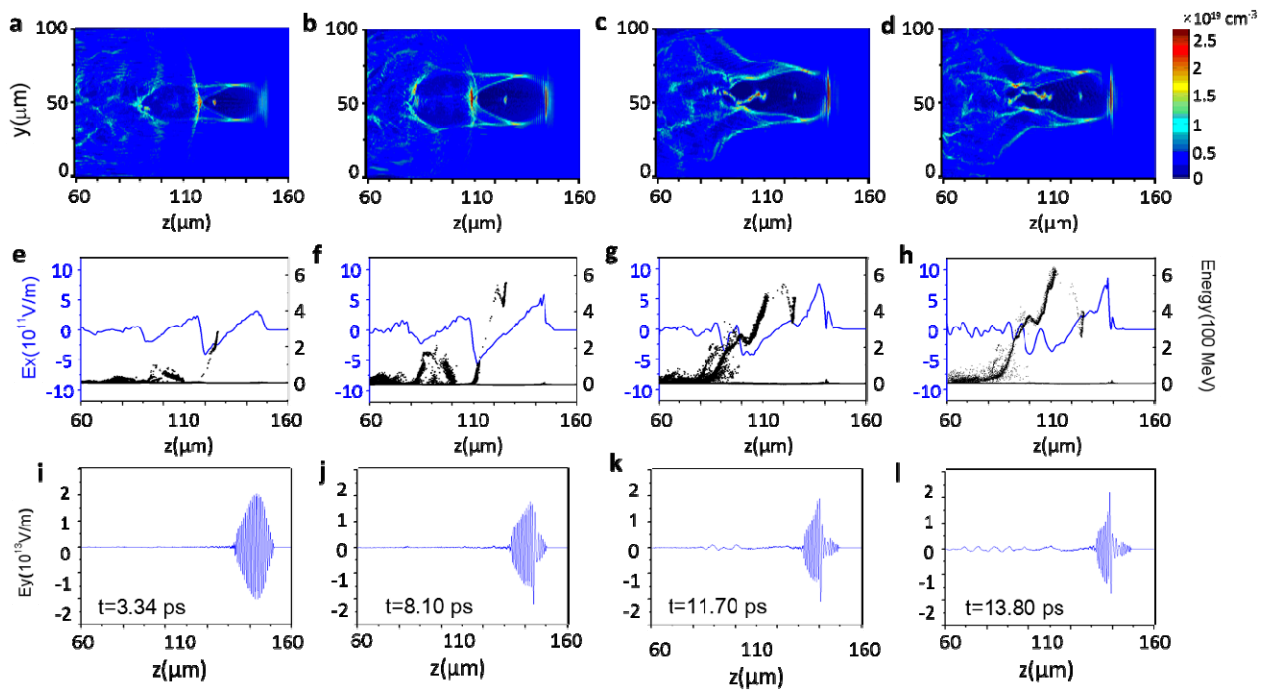 a b c d ×10¹⁹ cm⁻³
100 100 100 100 2.5
y(μm) 50 50 50 50 2
1.5
1
0.5
0 0 0 0 0
60 110 160 60 110 160 60 110 160 60 110 160
z(μm) z(μm) z(μm) z(μm)
e f g h
10 6 10 6 10 6 10 6
5 4 5 4 5 4 5 4
Ex(10¹¹V/m) 0 0 0 0 Energy(100 MeV)
-5 2 -5 2 -5 2 -5 2
-10 0 -10 0 -10 0 -10 0
60 110 160 60 110 160 60 110 160 60 110 160
z(μm) z(μm) z(μm) z(μm)
i j k l
2 2 2 2
1 1 1 1
Ey(10¹³V/m) 0 0 0 0
-1 -1 -1 -1
-2 t=3.34 ps -2 t=8.10 ps -2 t=11.70 ps -2 t=13.80 ps
60 110 160 60 110 160 60 110 160 60 110 160
z(μm) z(μm) z(μm) z(μm)